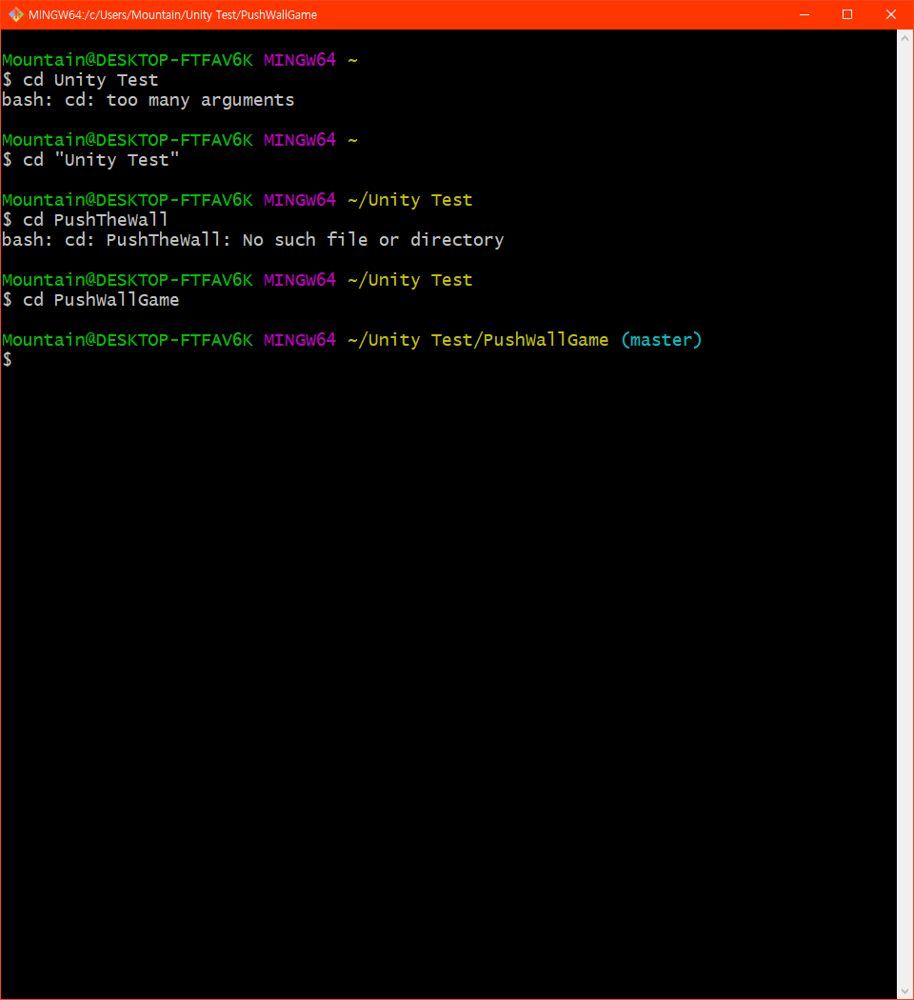 MINGW64:/c/Users/Mountain/Unity Test/PushWallGame
Mountain@DESKTOP-FTFAV6K MINGW64 ~
$ cd Unity Test
bash: cd: too many arguments
Mountain@DESKTOP-FTFAV6K MINGW64 ~
$ cd "Unity Test"
Mountain@DESKTOP-FTFAV6K MINGW64 ~/Unity Test
$ cd PushTheWall
bash: cd: PushTheWall: No such file or directory
Mountain@DESKTOP-FTFAV6K MINGW64 ~/Unity Test
$ cd PushWallGame
Mountain@DESKTOP-FTFAV6K MINGW64 ~/Unity Test/PushWallGame (master)
$